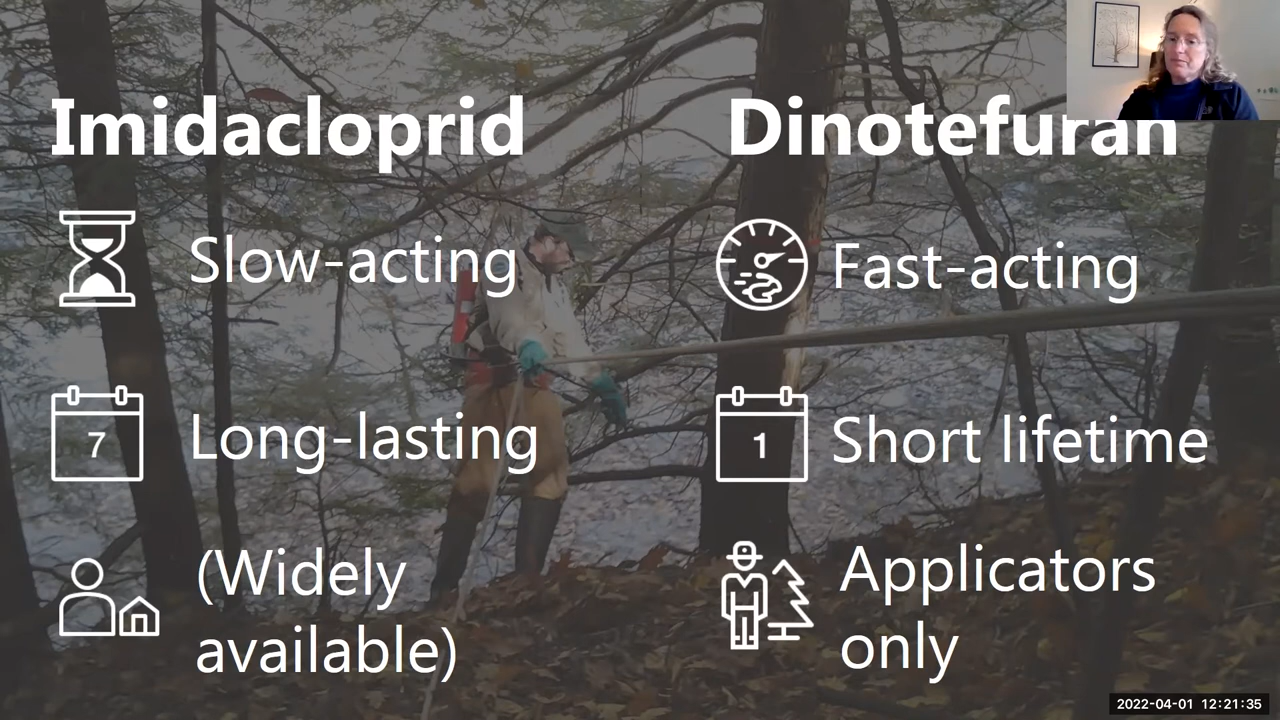 Imidacloprid
Slow-acting
7
Long-lasting
(Widely
available)
Dinotefuran
Fast-acting
1
Short lifetime
Applicators
only
2022-04-01 12:21:35